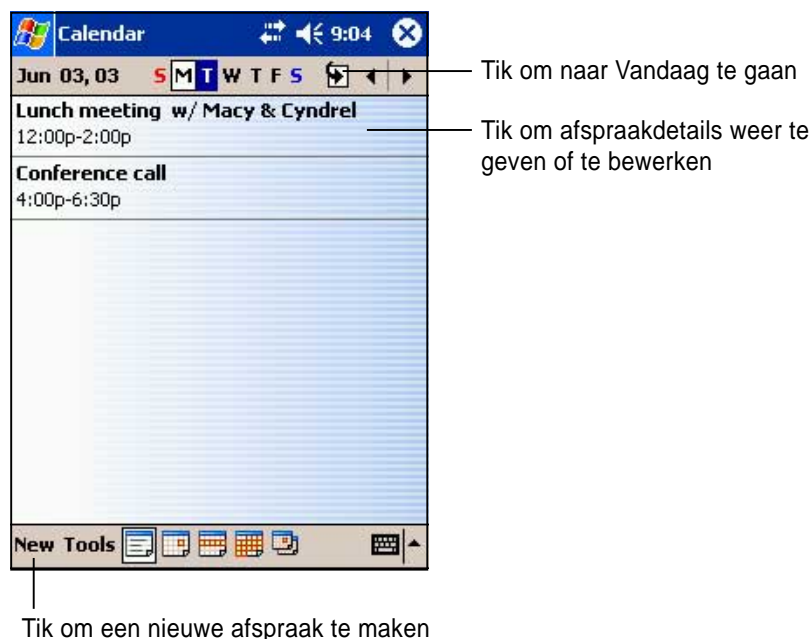 Calendar 9:04
Jun 03, 03 S M T W T F S
Tik om naar Vandaag te gaan
Lunch meeting w/ Macy & Cyndrel
12:00p-2:00p
Tik om afspraakdetails weer te
geven of te bewerken
Conference call
4:00p-6:30p
New Tools
Tik om een nieuwe afspraak te maken